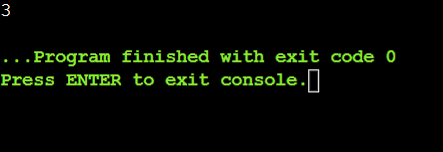 3
...Program finished with exit code 0
Press ENTER to exit console.